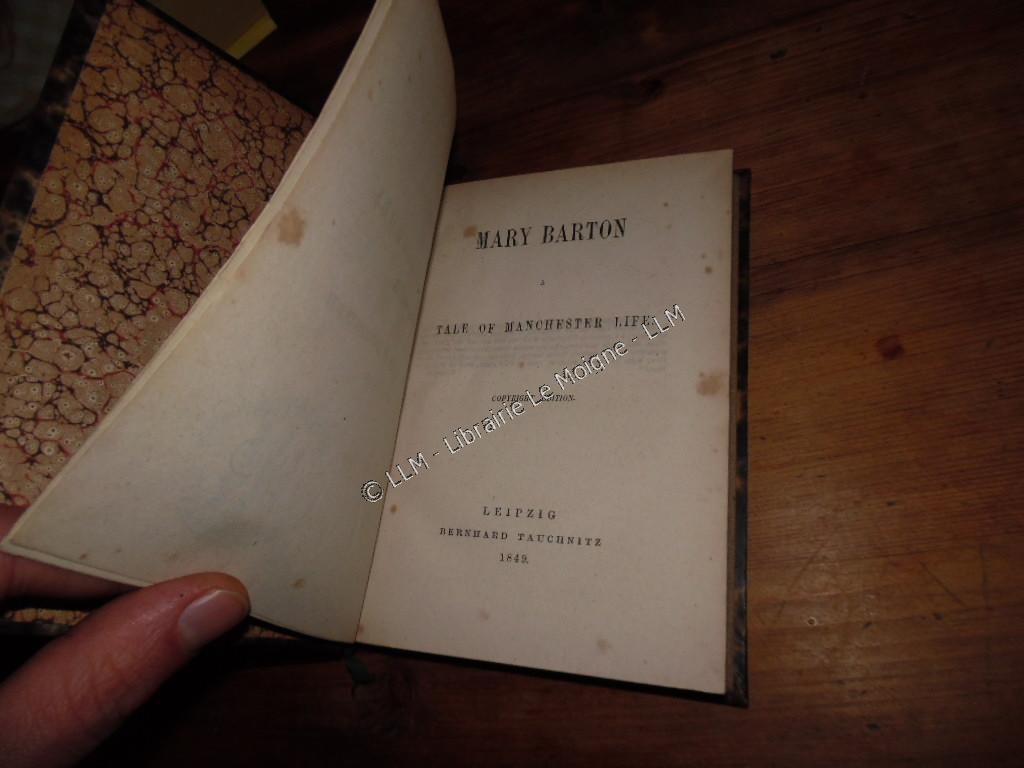 MARY BARTON
A
TALE OF MANCHESTER LIFE.
COPYRIGHT EDITION.
LEIPZIG
BERNHARD TAUCHNITZ
1849.
© LLM - Librairie Le Moigne - LLM